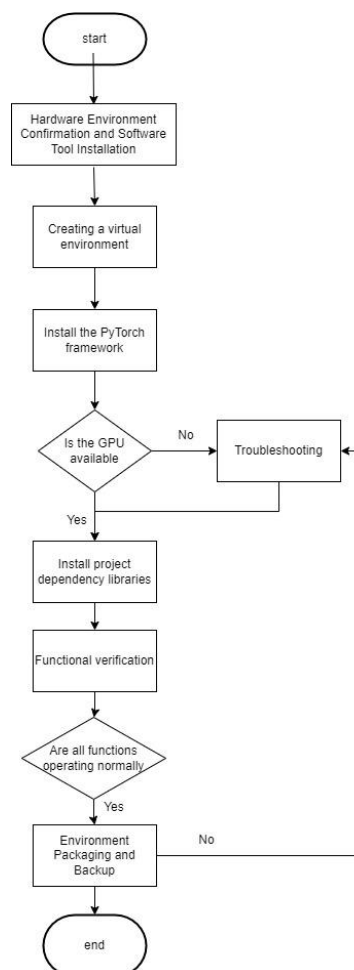 start
Hardware Environment
Confirmation and Software
Tool Installation
Creating a virtual
environment
Install the PyTorch
framework
Is the GPU
available
No
Troubleshooting
Yes
Install project
dependency libraries
Functional verification
Are all functions
operating normally
Yes
Environment
Packaging and
Backup
No
end